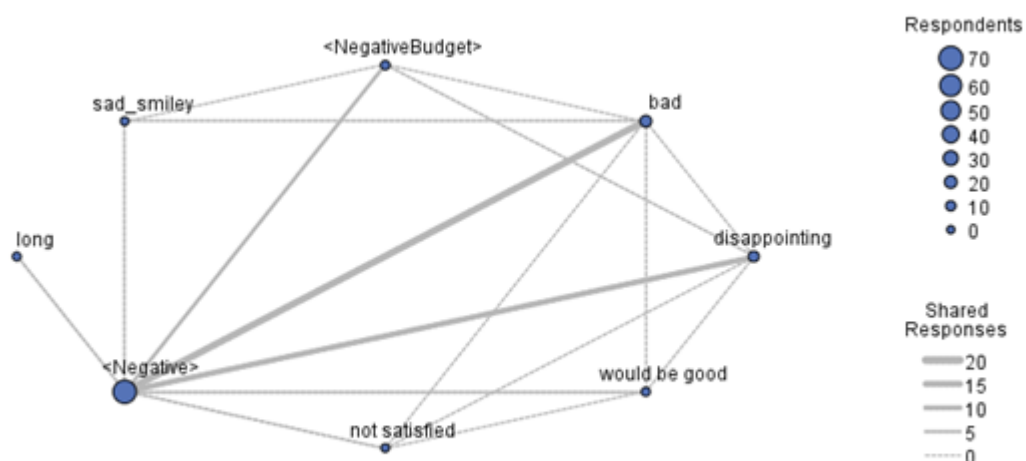 <NegativeBudget>
sad_smiley
bad
long
disappointing
<Negative>
would be good
not satisfied
Respondents
70
60
50
40
30
20
10
0
Shared
Responses
20
15
10
5
0